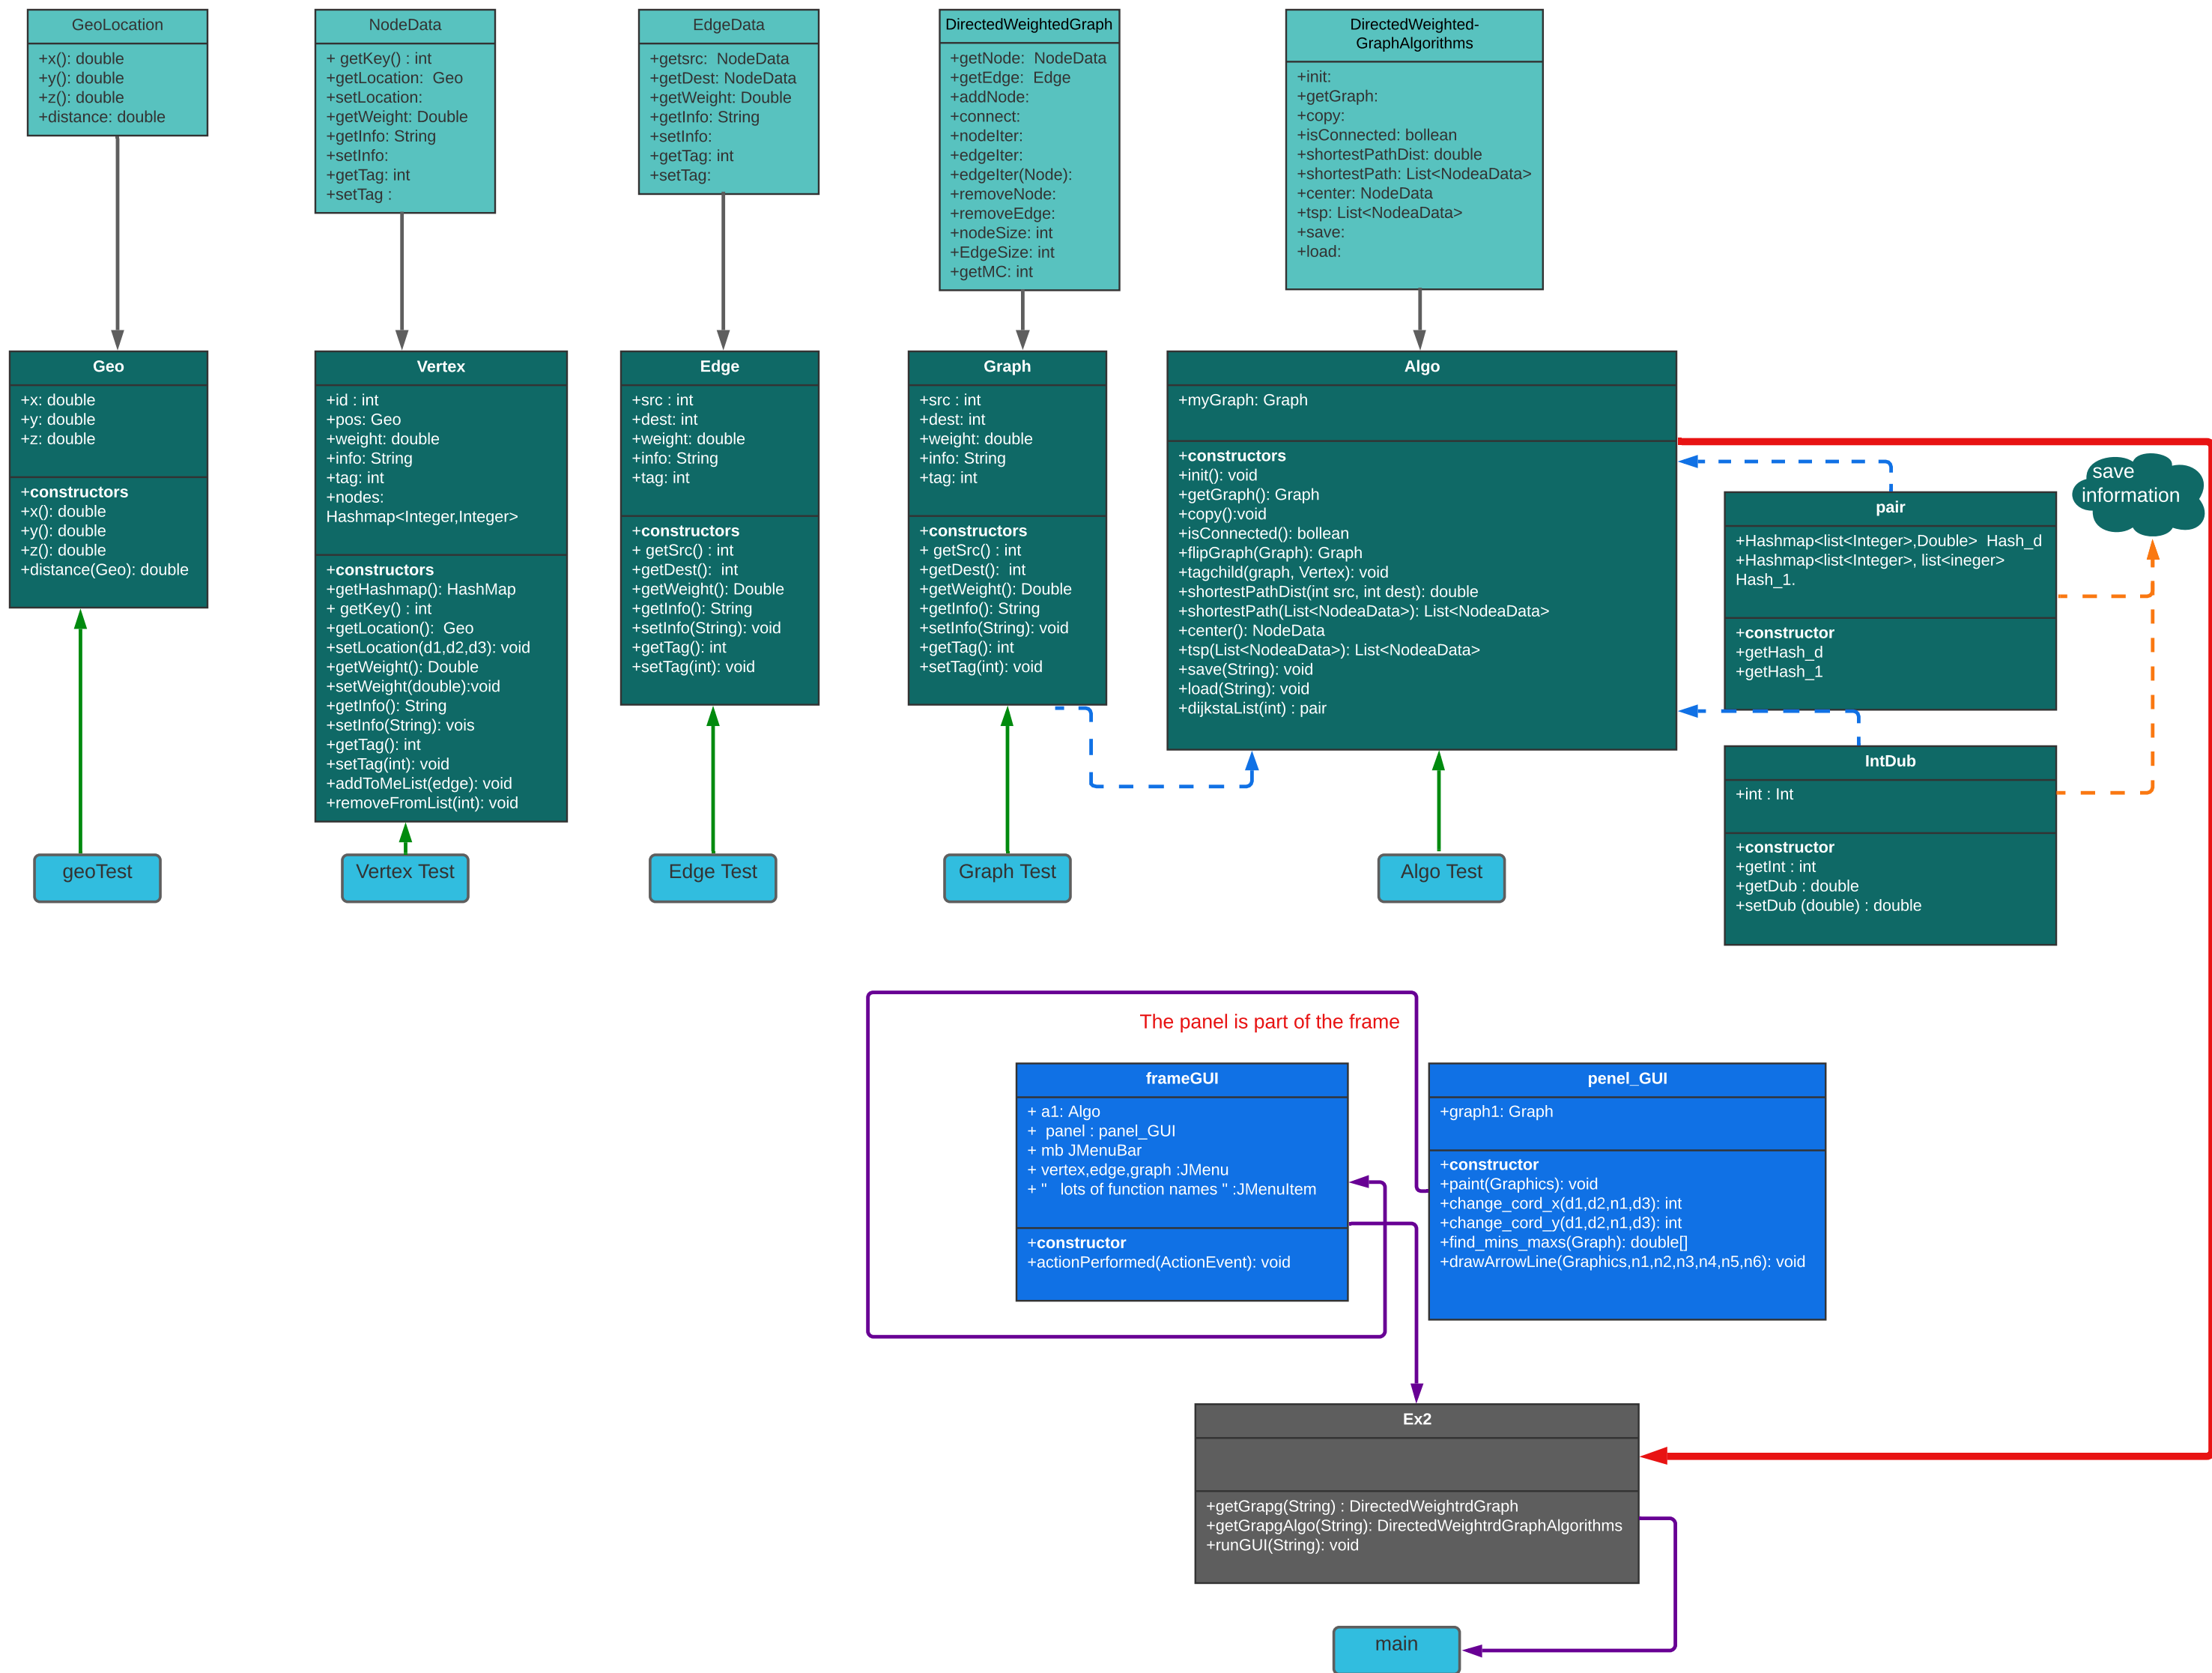 GeoLocation
+x(): double
+y(): double
+z(): double
+distance: double
NodeData
+ getKey() : int
+getLocation:  Geo
+setLocation:
+getWeight: Double
+getInfo: String
+setInfo:
+getTag: int
+setTag :
EdgeData
+getsrc:  NodeData
+getDest: NodeData
+getWeight: Double
+getInfo: String
+setInfo:
+getTag: int
+setTag:
DirectedWeightedGraph
+getNode:  NodeData
+getEdge:  Edge
+addNode:
+connect:
+nodeIter:
+edgeIter:
+edgeIter(Node):
+removeNode:
+removeEdge:
+nodeSize: int
+EdgeSize: int
+getMC: int
DirectedWeighted-
GraphAlgorithms
+init:
+getGraph:
+copy:
+isConnected: bollean
+shortestPathDist: double
+shortestPath: List<NodeaData>
+center: NodeData
+tsp: List<NodeaData>
+save:
+load:
Geo
+x: double
+y: double
+z: double
+constructors
+x(): double
+y(): double
+z(): double
+distance(Geo): double
Vertex
+id : int
+pos: Geo
+weight: double
+info: String
+tag: int
+nodes:
Hashmap<Integer,Integer>
+constructors
+getHashmap(): HashMap
+ getKey() : int
+getLocation():  Geo
+setLocation(d1,d2,d3): void
+getWeight(): Double
+setWeight(double):void
+getInfo(): String
+setInfo(String): vois
+getTag(): int
+setTag(int): void
+addToMeList(edge): void
+removeFromList(int): void
Edge
+src : int
+dest: int
+weight: double
+info: String
+tag: int
+constructors
+ getSrc() : int
+getDest():  int
+getWeight(): Double
+getInfo(): String
+setInfo(String): void
+getTag(): int
+setTag(int): void
Graph
+src : int
+dest: int
+weight: double
+info: String
+tag: int
+constructors
+ getSrc() : int
+getDest():  int
+getWeight(): Double
+getInfo(): String
+setInfo(String): void
+getTag(): int
+setTag(int): void
Algo
+myGraph: Graph
+constructors
+init(): void
+getGraph(): Graph
+copy():void
+isConnected(): bollean
+flipGraph(Graph): Graph
+tagchild(graph, Vertex): void
+shortestPathDist(int src, int dest): double
+shortestPath(List<NodeaData>): List<NodeaData>
+center(): NodeData
+tsp(List<NodeaData>): List<NodeaData>
+save(String): void
+load(String): void
+dijkstaList(int) : pair
pair
+Hashmap<list<Integer>,Double>  Hash_d
+Hashmap<list<Integer>, list<ineger>
Hash_1.
+constructor
+getHash_d
+getHash_1
save
information
IntDub
+int : Int
+constructor
+getInt : int
+getDub : double
+setDub (double) : double
geoTest
Vertex Test
Edge Test
Graph Test
Algo Test
The panel is part of the frame
frameGUI
+ a1: Algo
+  panel : panel_GUI
+ mb JMenuBar
+ vertex,edge,graph :JMenu
+ "   lots of function names " :JMenuItem
+constructor
+actionPerformed(ActionEvent): void
penel_GUI
+graph1: Graph
+constructor
+paint(Graphics): void
+change_cord_x(d1,d2,n1,d3): int
+change_cord_y(d1,d2,n1,d3): int
+find_mins_maxs(Graph): double[]
+drawArrowLine(Graphics,n1,n2,n3,n4,n5,n6): void
Ex2
+getGrapg(String) : DirectedWeightrdGraph
+getGrapgAlgo(String): DirectedWeightrdGraphAlgorithms
+runGUI(String): void
main